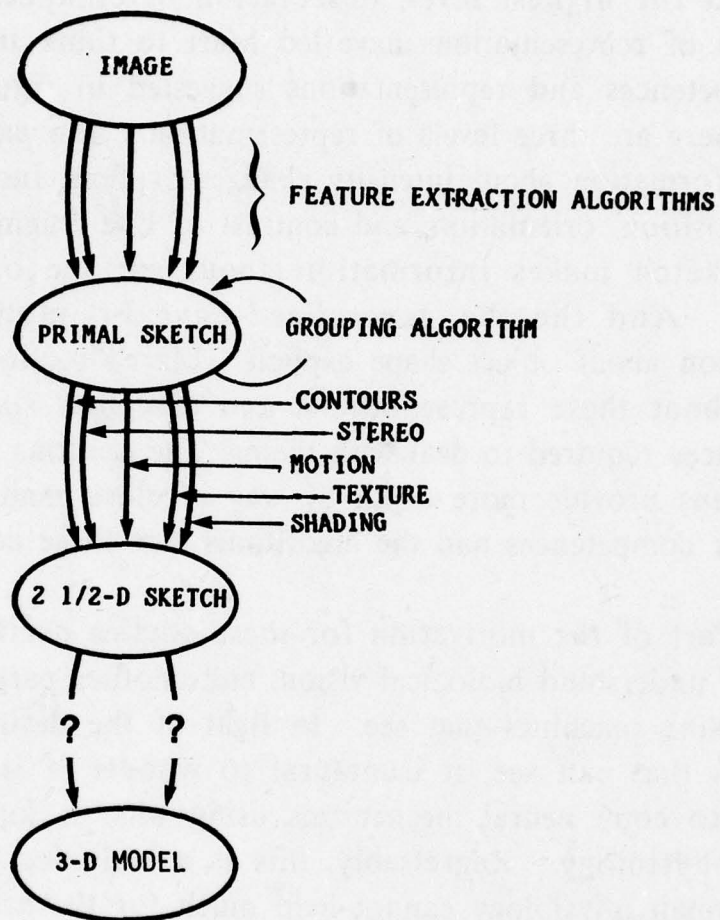 IMAGE
FEATURE EXTRACTION ALGORITHMS
PRIMAL SKETCH
GROUPING ALGORITHM
CONTOURS
STEREO
MOTION
TEXTURE
SHADING
2 1/2-D SKETCH
? ?
3-D MODEL